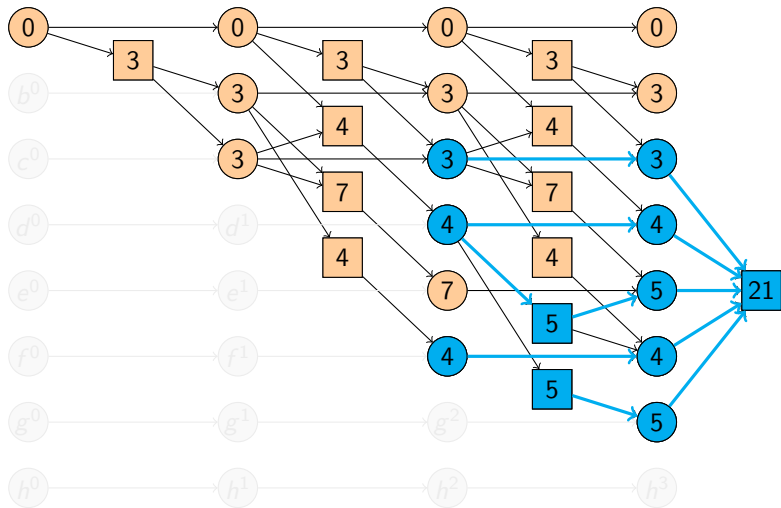 0 0 0 0
3 3 3
b⁰ 3 3 3
4 4
c⁰ 3 3 3
7 7
d⁰ d¹ 4 4
4 4
e⁰ e¹ 7 5 21
5
f⁰ f¹ 4 4
5
g⁰ g¹ g² 5
h⁰ h¹ h² h³